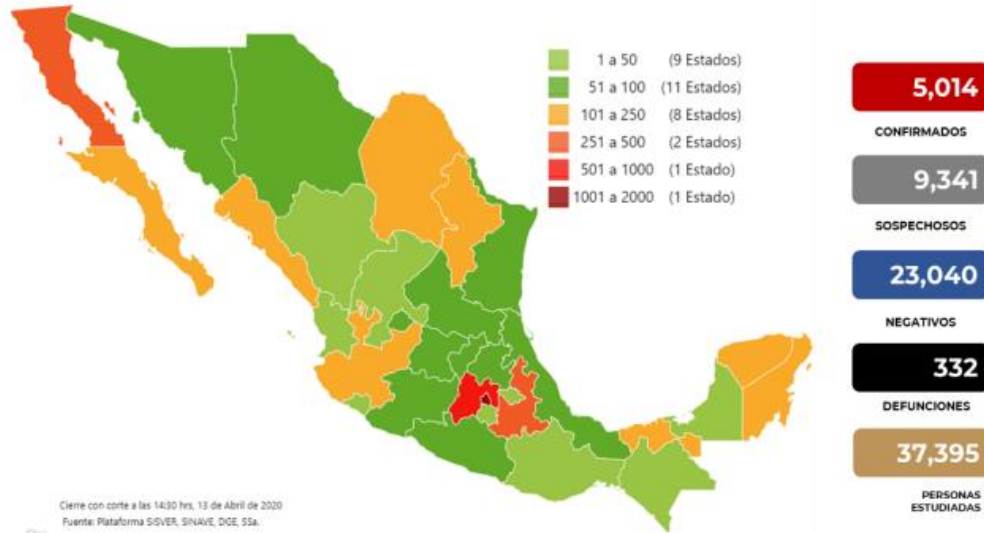 1 a 50 (9 Estados)
51 a 100 (11 Estados)
101 a 250 (8 Estados)
251 a 500 (2 Estados)
501 a 1000 (1 Estado)
1001 a 2000 (1 Estado)
5,014
CONFIRMADOS
9,341
SOSPECHOSOS
23,040
NEGATIVOS
332
DEFUNCIONES
37,395
PERSONAS
ESTUDIADAS
Cierre con corte a las 14:30 hrs, 13 de Abril de 2020
Fuente: Plataforma SISVER, SINAVE, DGE, SSa.